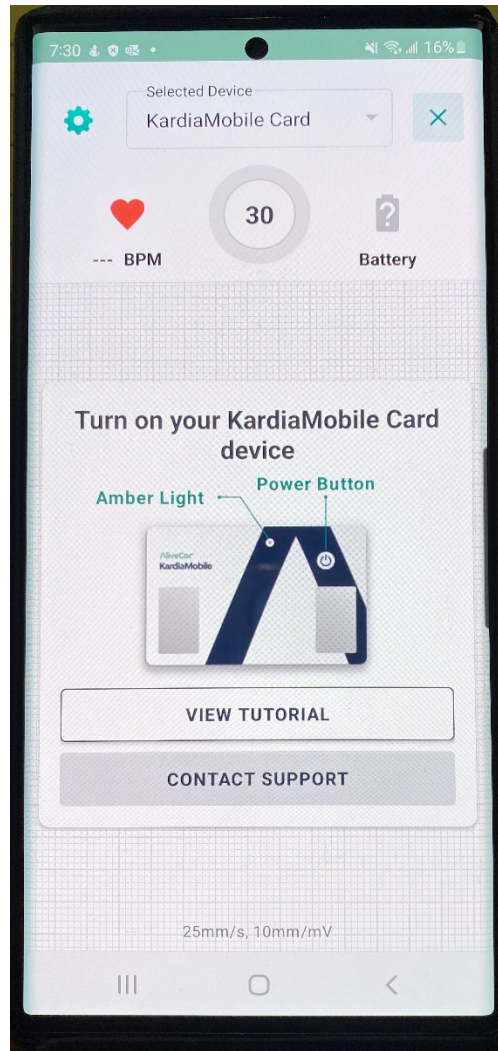 7:30 16%
Selected Device
KardiaMobile Card
30
--- BPM
?
Battery
Turn on your KardiaMobile Card
device
Power Button
Amber Light
AliveCor
KardiaMobile
VIEW TUTORIAL
CONTACT SUPPORT
25mm/s, 10mm/mV